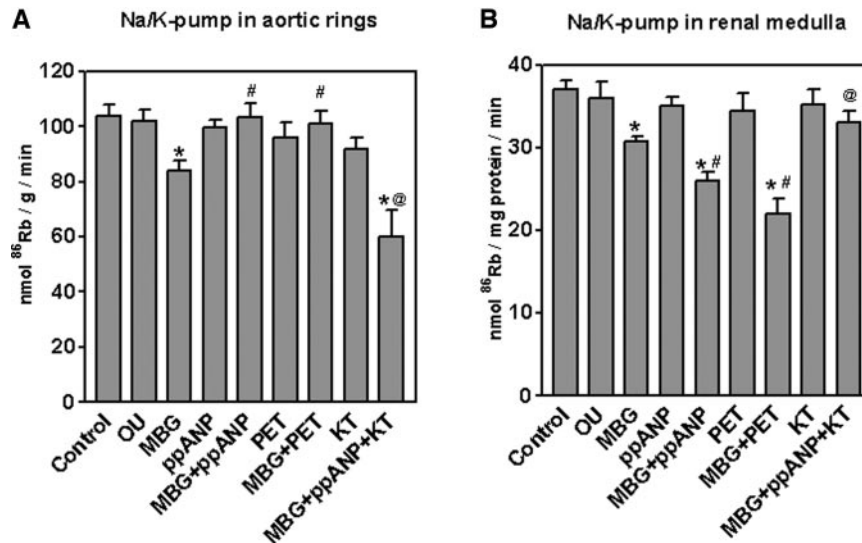 A
Na/K-pump in aortic rings
nmol ⁸⁶Rb / g / min
120
100
80
60
40
20
0
*
#
#
*@
Control
OU
MBG
ppANP
MBG+ppANP
PET
MBG+PET
KT
MBG+ppANP+KT
B
Na/K-pump in renal medulla
nmol ⁸⁶Rb / mg protein / min
40
30
20
10
0
*
*#
*#
@
Control
OU
MBG
ppANP
MBG+ppANP
PET
MBG+PET
KT
MBG+ppANP+KT